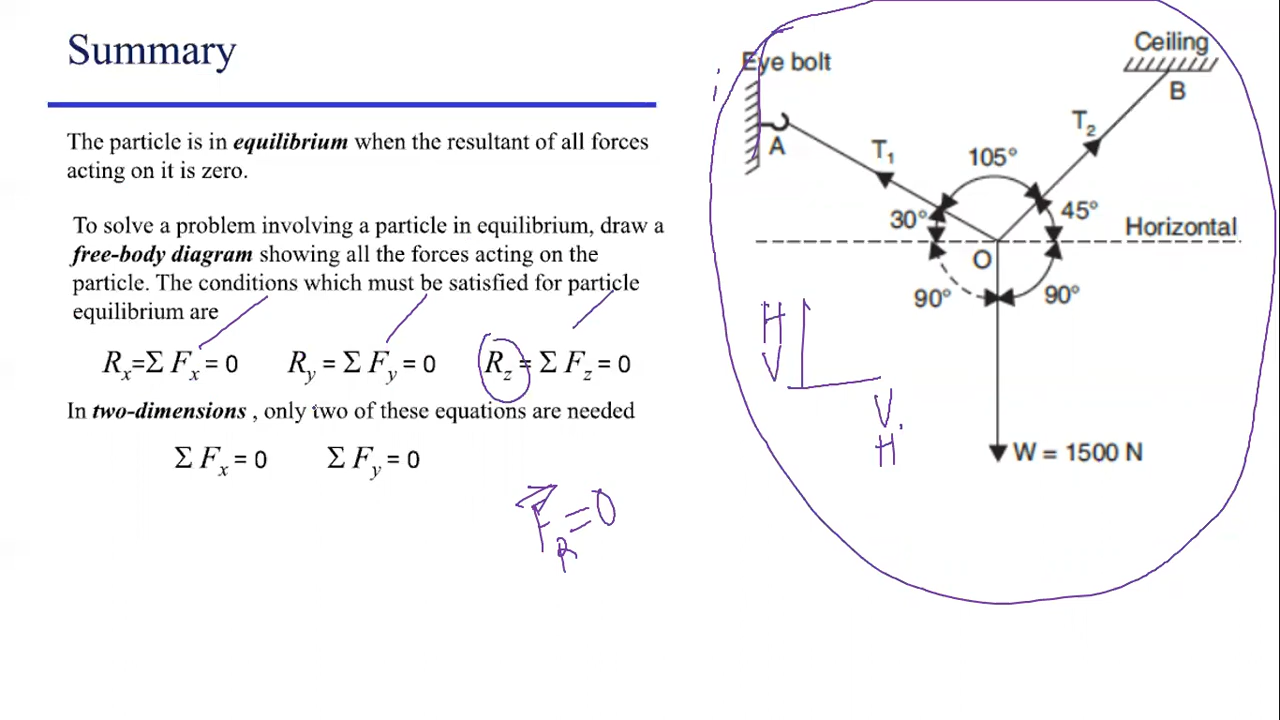 Summary
The particle is in equilibrium when the resultant of all forces
acting on it is zero.
To solve a problem involving a particle in equilibrium, draw a
free-body diagram showing all the forces acting on the
particle. The conditions which must be satisfied for particle
equilibrium are
Rx=Σ Fx = 0 Ry = Σ Fy = 0 Rz = Σ Fz = 0
In two-dimensions , only two of these equations are needed
Σ Fx = 0 Σ Fy = 0
F⃗R = 0
Eye bolt
Ceiling
A
B
T1
T2
105°
30°
45°
Horizontal
O
90°
90°
H
V
V
H
W = 1500 N